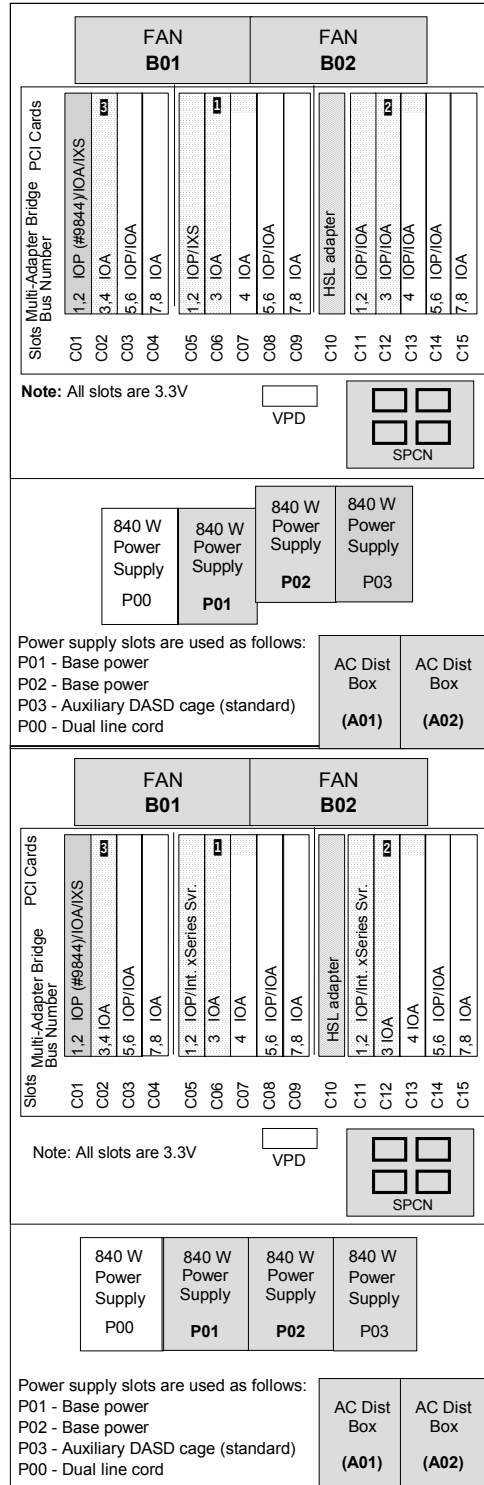 FAN
B01
FAN
B02
Slots
Multi-Adapter Bridge
Bus Number
PCI Cards
C01 1,2 IOP (#9844)/IOA/IXS
C02 3,4 IOA 3
C03 5,6 IOP/IOA
C04 7,8 IOA
C05 1,2 IOP/IXS
C06 3 IOA 1
C07 4 IOA
C08 5,6 IOP/IOA
C09 7,8 IOA
C10 HSL adapter
C11 1,2 IOP/IOA
C12 3 IOP/IOA 2
C13 4 IOP/IOA
C14 5,6 IOP/IOA
C15 7,8 IOA
Note: All slots are 3.3V
VPD
SPCN
840 W
Power
Supply
P00
840 W
Power
Supply
P01
840 W
Power
Supply
P02
840 W
Power
Supply
P03
Power supply slots are used as follows:
P01 - Base power
P02 - Base power
P03 - Auxiliary DASD cage (standard)
P00 - Dual line cord
AC Dist
Box
(A01)
AC Dist
Box
(A02)
FAN
B01
FAN
B02
Slots
Multi-Adapter Bridge
Bus Number
PCI Cards
C01 1,2 IOP (#9844)/IOA/IXS
C02 3,4 IOA 3
C03 5,6 IOP/IOA
C04 7,8 IOA
C05 1,2 IOP/Int. xSeries Svr.
C06 3 IOA 1
C07 4 IOA
C08 5,6 IOP/IOA
C09 7,8 IOA
C10 HSL adapter
C11 1,2 IOP/Int. xSeries Svr.
C12 3 IOA 2
C13 4 IOA
C14 5,6 IOP/IOA
C15 7,8 IOA
Note: All slots are 3.3V
VPD
SPCN
840 W
Power
Supply
P00
840 W
Power
Supply
P01
840 W
Power
Supply
P02
840 W
Power
Supply
P03
Power supply slots are used as follows:
P01 - Base power
P02 - Base power
P03 - Auxiliary DASD cage (standard)
P00 - Dual line cord
AC Dist
Box
(A01)
AC Dist
Box
(A02)